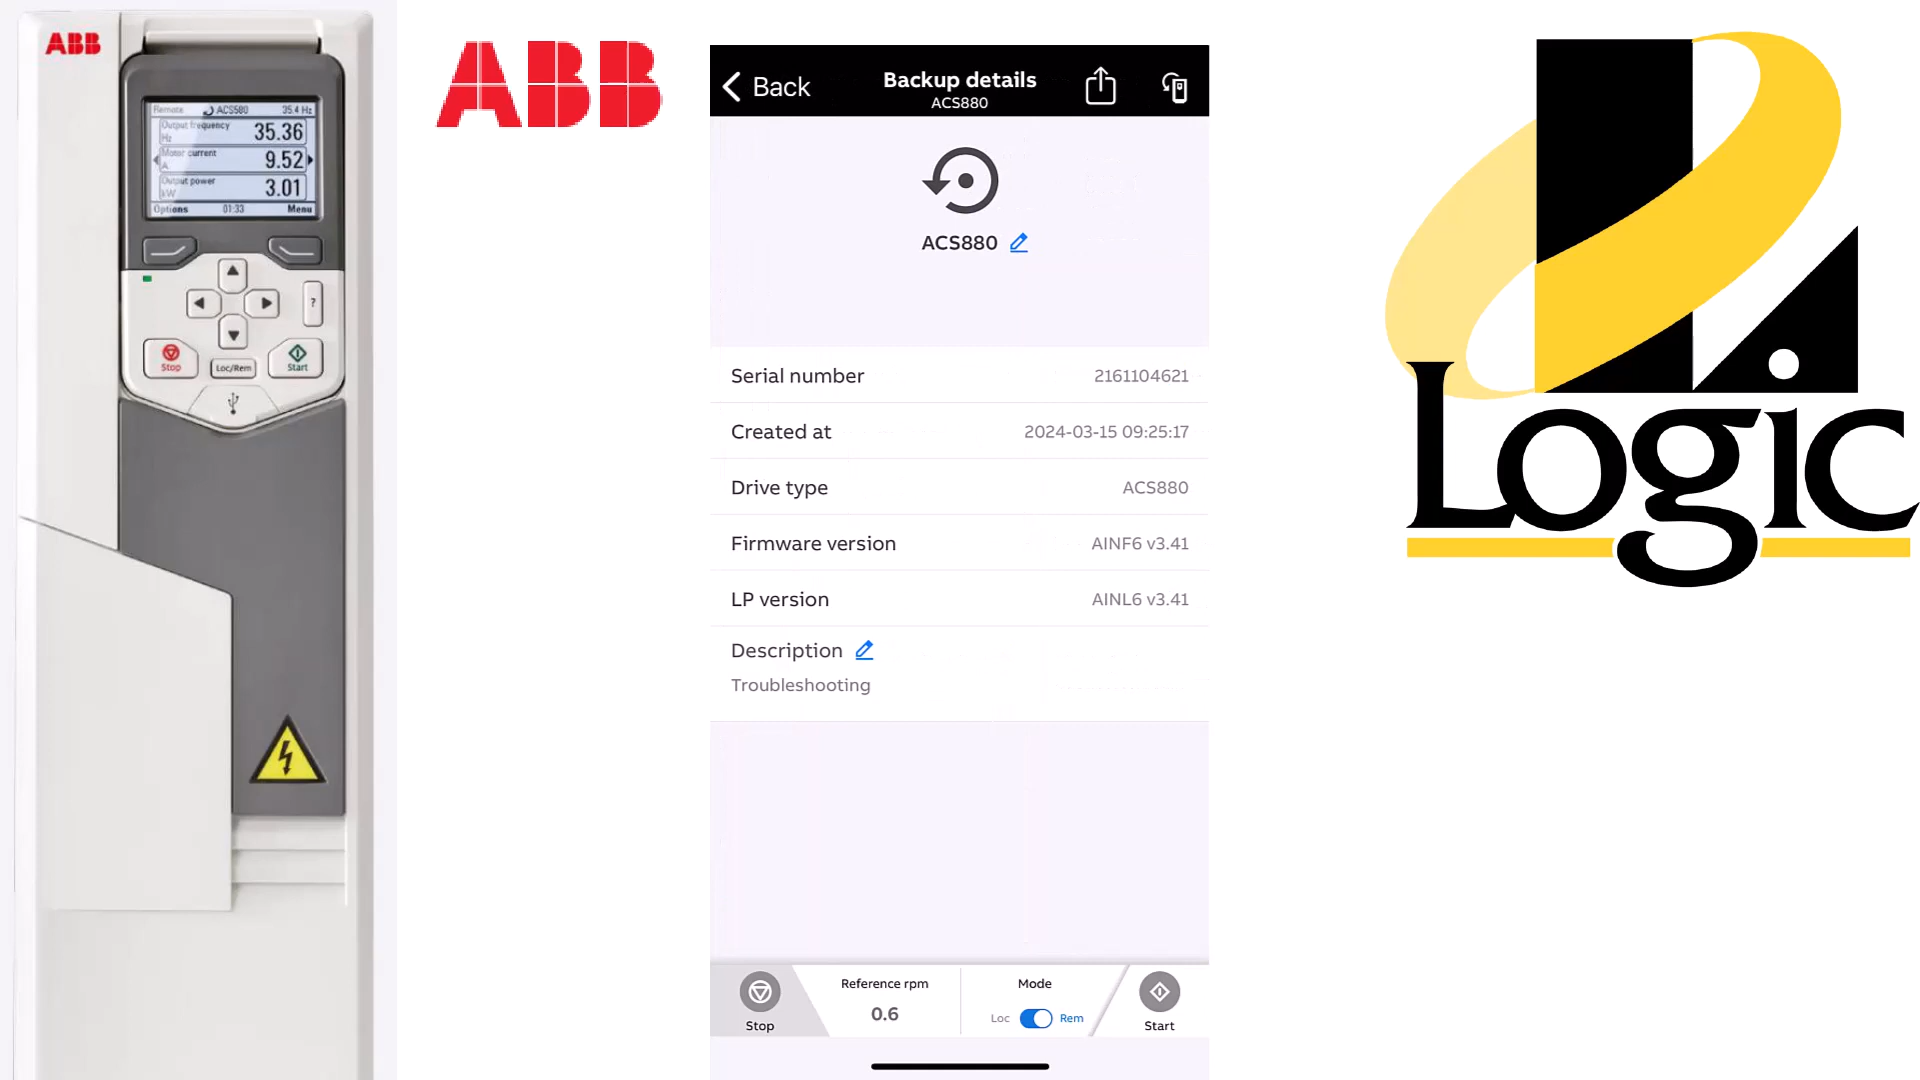 ABB
Remote ACS580 35.4 Hz
Output frequency
Hz
35.36
Motor current
A
9.52
Output power
kW
3.01
Options 01:33 Menu
?
Stop Loc/Rem Start
ABB
Back
Backup details
ACS880
ACS880
Serial number 2161104621
Created at 2024-03-15 09:25:17
Drive type ACS880
Firmware version AINF6 v3.41
LP version AINL6 v3.41
Description
Troubleshooting
Stop
Reference rpm
0.6
Mode
Loc Rem
Start
Logic